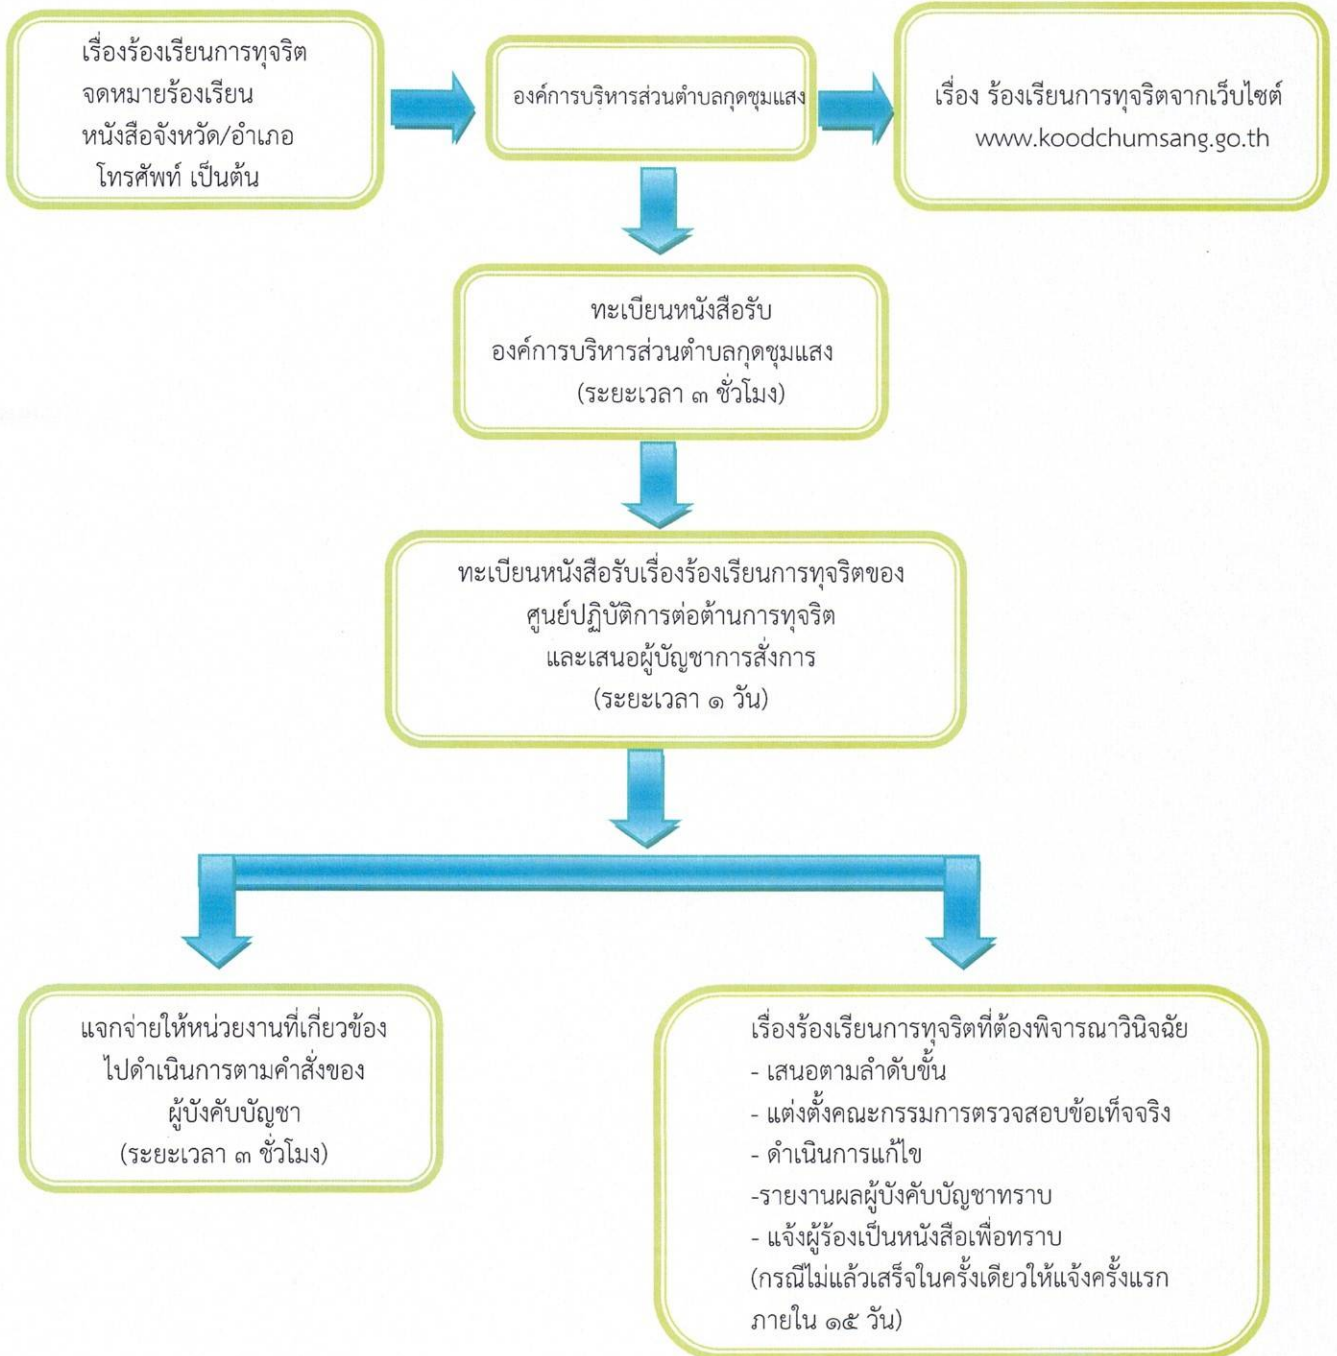 เรื่องร้องเรียนการทุจริต
จดหมายร้องเรียน
หนังสือจังหวัด/อำเภอ
โทรศัพท์ เป็นต้น
องค์การบริหารส่วนตำบลกุดชุมแสง
เรื่อง ร้องเรียนการทุจริตจากเว็บไซต์
www.koodchumsang.go.th
ทะเบียนหนังสือรับ
องค์การบริหารส่วนตำบลกุดชุมแสง
(ระยะเวลา ๓ ชั่วโมง)
ทะเบียนหนังสือรับเรื่องร้องเรียนการทุจริตของ
ศูนย์ปฏิบัติการต่อต้านการทุจริต
และเสนอผู้บัญชาการสั่งการ
(ระยะเวลา ๑ วัน)
แจกจ่ายให้หน่วยงานที่เกี่ยวข้อง
ไปดำเนินการตามคำสั่งของ
ผู้บังคับบัญชา
(ระยะเวลา ๓ ชั่วโมง)
เรื่องร้องเรียนการทุจริตที่ต้องพิจารณาวินิจฉัย
- เสนอตามลำดับขั้น
- แต่งตั้งคณะกรรมการตรวจสอบข้อเท็จจริง
- ดำเนินการแก้ไข
-รายงานผลผู้บังคับบัญชาทราบ
- แจ้งผู้ร้องเป็นหนังสือเพื่อทราบ
(กรณีไม่แล้วเสร็จในครั้งเดียวให้แจ้งครั้งแรก
ภายใน ๑๕ วัน)